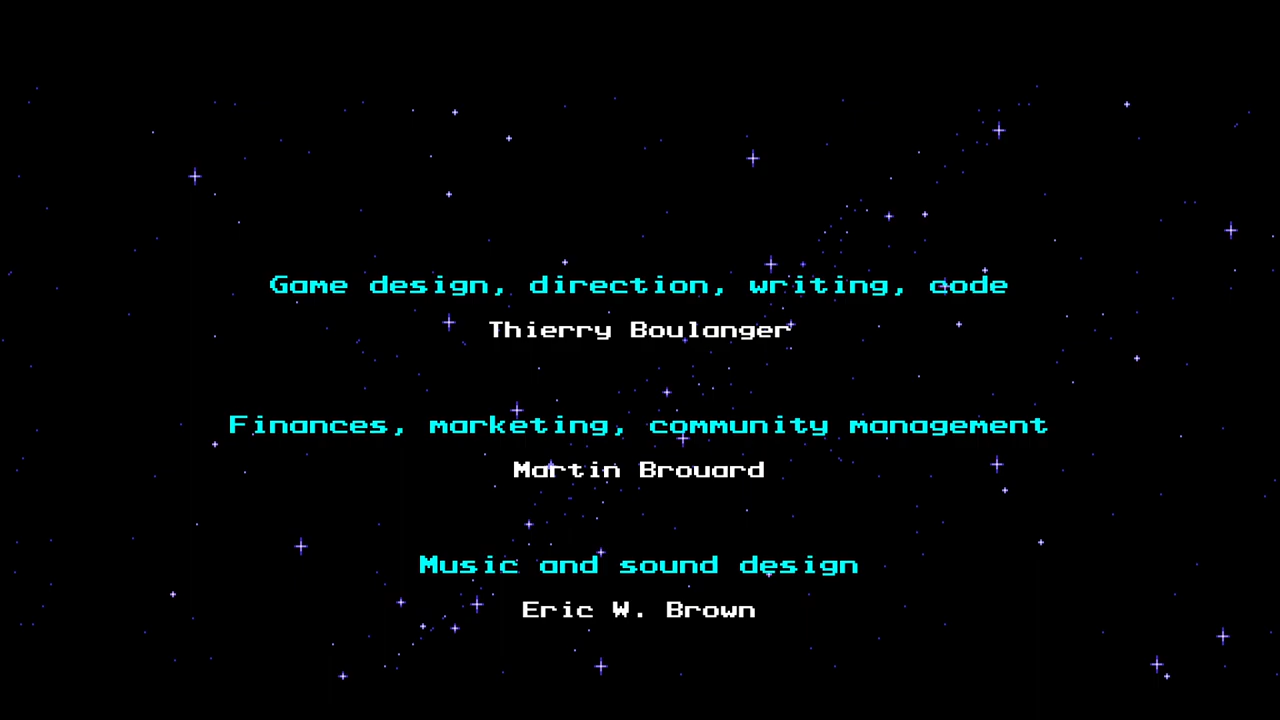 Game design, direction, writing, code
Thierry Boulanger
Finances, marketing, community management
Martin Brouard
Music and sound design
Eric W. Brown